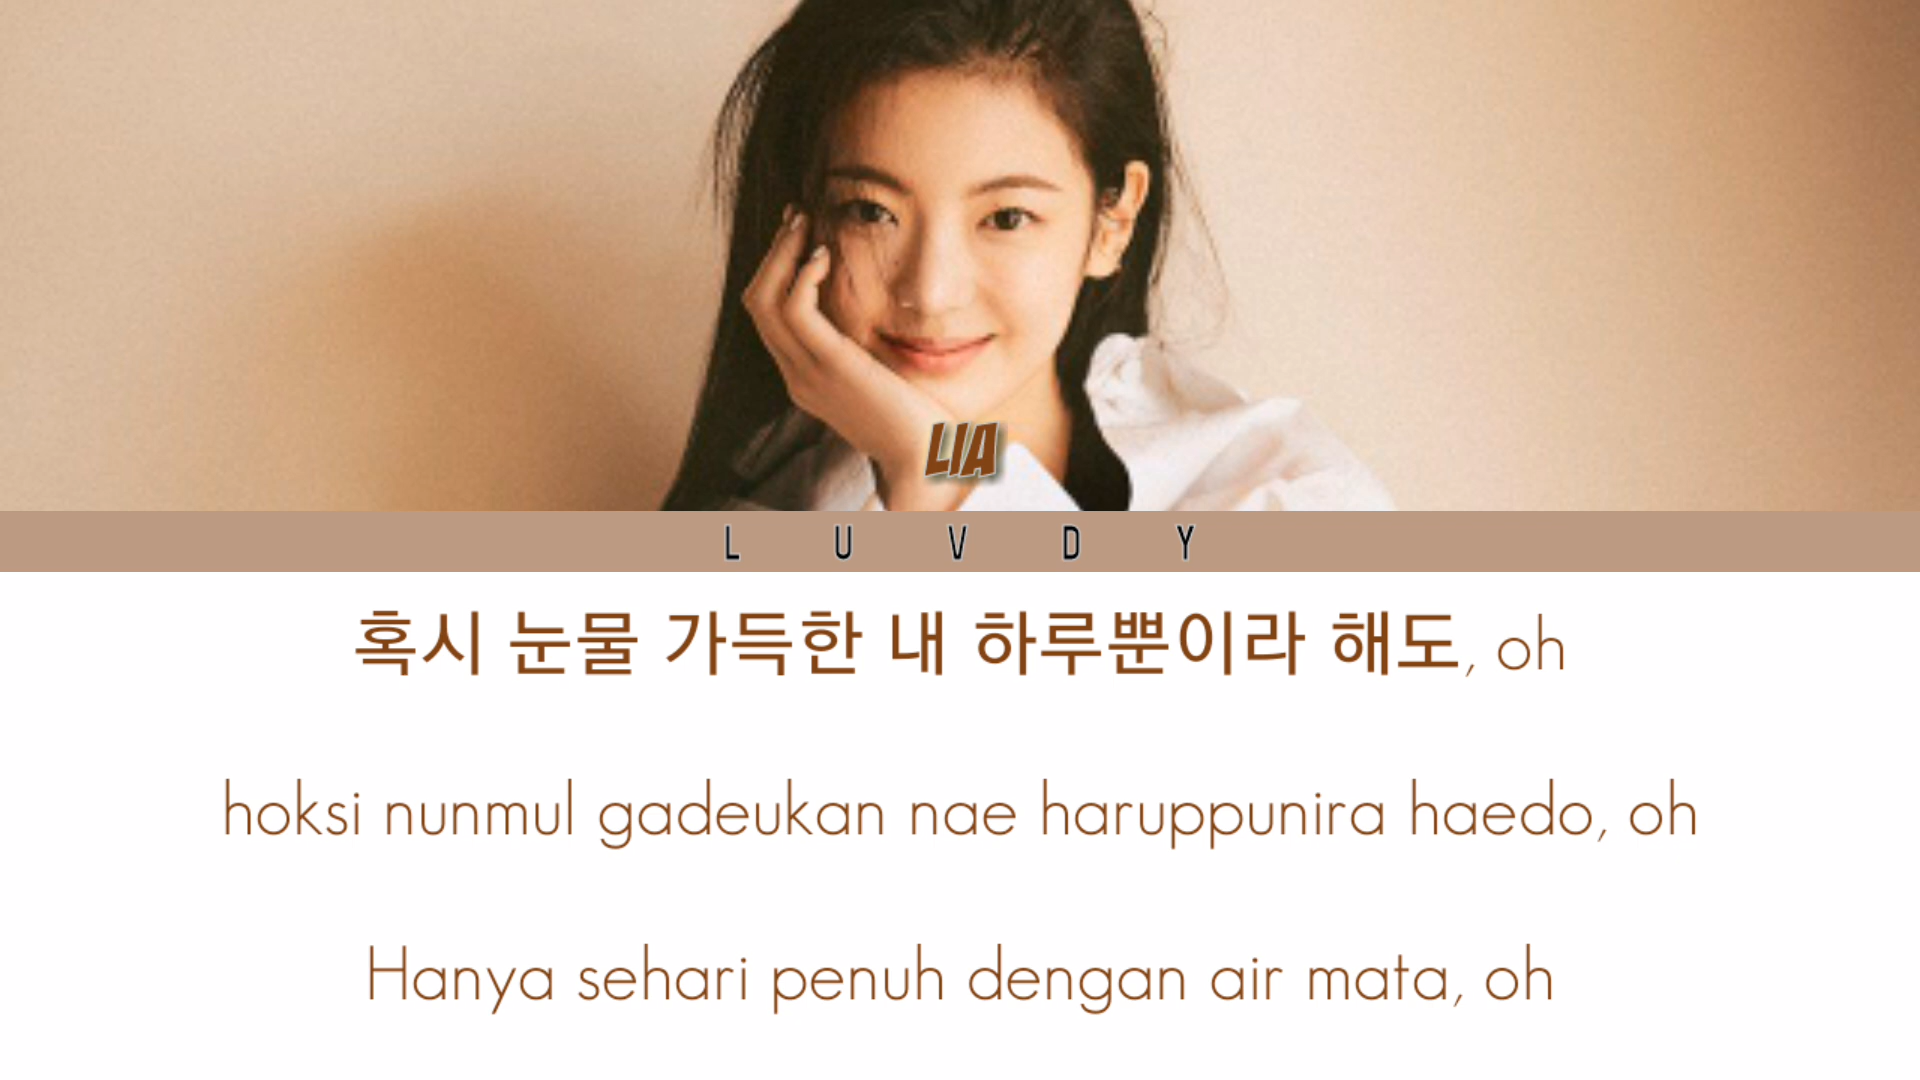 LIA
L U V D Y
혹시 눈물 가득한 내 하루뿐이라 해도, oh
hoksi nunmul gadeukan nae haruppunira haedo, oh
Hanya sehari penuh dengan air mata, oh